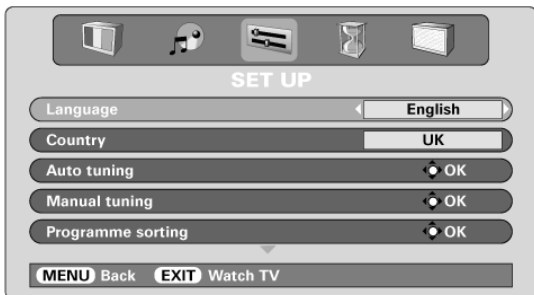 SET UP
Language English
Country UK
Auto tuning OK
Manual tuning OK
Programme sorting OK
MENU Back EXIT Watch TV